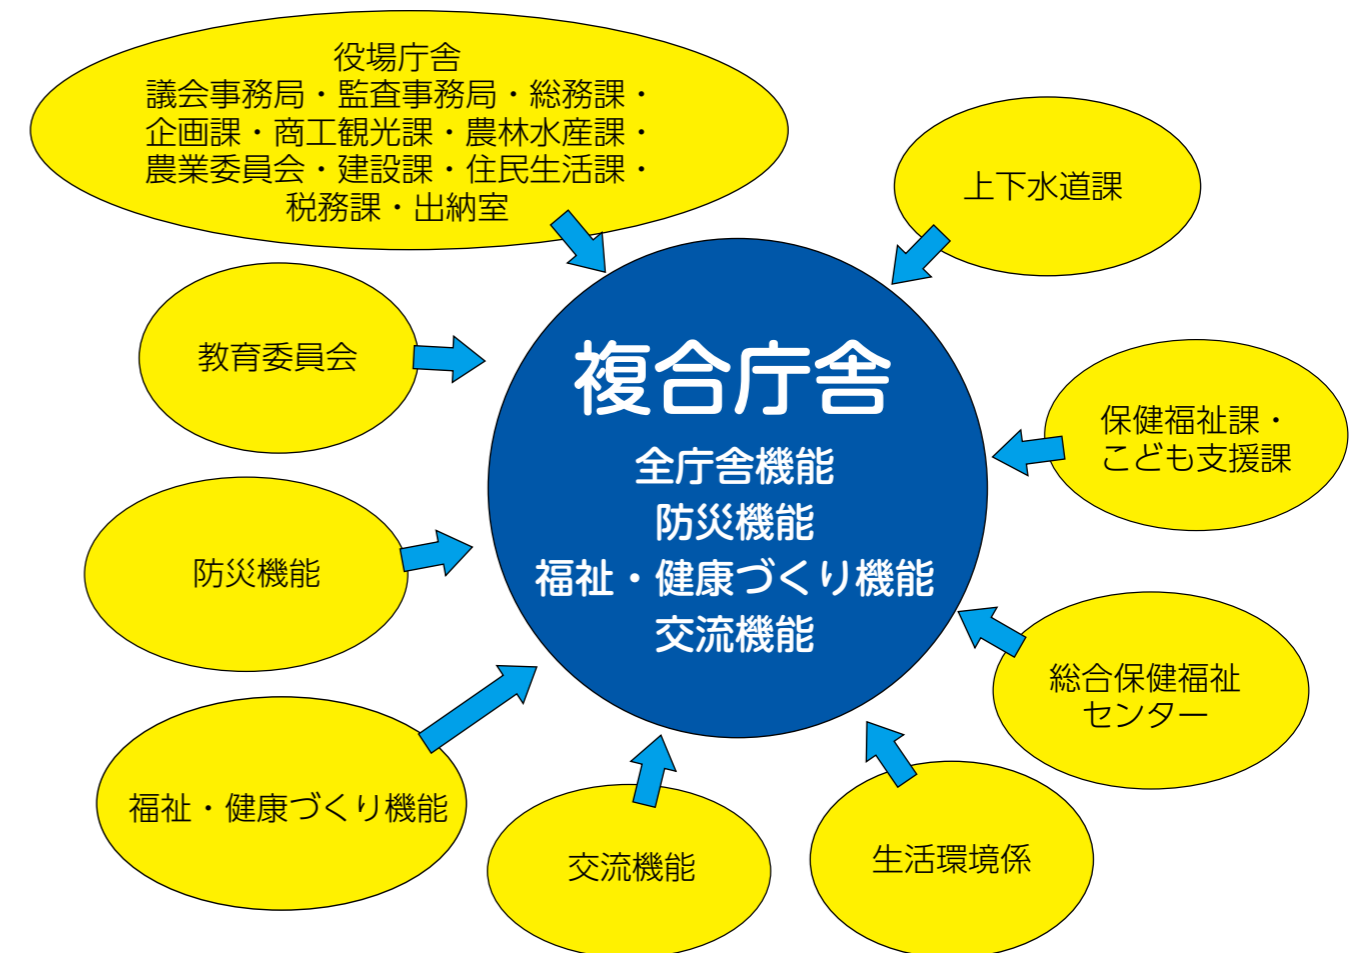 役場庁舎
議会事務局・監査事務局・総務課・
企画課・商工観光課・農林水産課・
農業委員会・建設課・住民生活課・
税務課・出納室
上下水道課
教育委員会
複合庁舎
全庁舎機能
防災機能
福祉・健康づくり機能
交流機能
保健福祉課・
こども支援課
防災機能
総合保健福祉
センター
福祉・健康づくり機能
交流機能
生活環境係